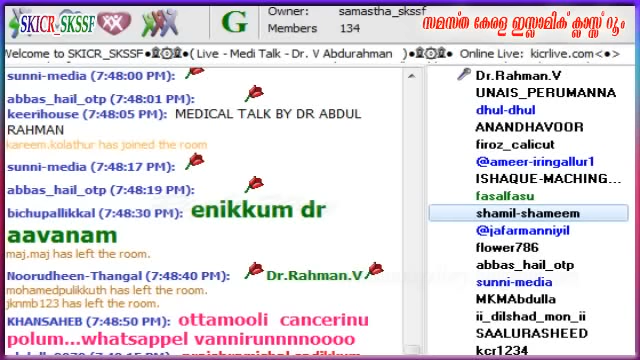 SKICR_SKSSF
G
Owner: samastha_skssf
Members 134
സമസ്ത കേരള ഇസ്ലാമിക് ക്ലാസ്സ് റൂം
Welcome to SKICR_SKSSF•۩۞۩•( Live - Medi Talk - Dr. V Abdurahman )•۩۞۩• Online Live: kicrlive.com <•>
sunni-media (7:48:00 PM):
abbas_hail_otp (7:48:01 PM):
keerihouse (7:48:05 PM): MEDICAL TALK BY DR ABDUL
RAHMAN
kareem.kolathur has joined the room
sunni-media (7:48:17 PM):
abbas_hail_otp (7:48:19 PM):
bichupallikkal (7:48:30 PM): enikkum dr
aavanam
maj.maj has left the room.
Noorudheen-Thangal (7:48:40 PM): Dr.Rahman.V
mohamedpulikkuth has left the room.
jknmb123 has left the room.
KHANSAHEB (7:48:50 PM): ottamooli cancerinu
polum...whatsappel vannirunnnnoooo
Dr.Rahman.V
UNAIS_PERUMANNA
dhul-dhul
ANANDHAVOOR
firoz_calicut
@ameer-iringallur1
ISHAQUE-MACHING...
fasalfasu
shamil-shameem
@jafarmanniyil
flower786
abbas_hail_otp
sunni-media
MKMAbdulla
ii_dilshad_mon_ii
SAALURASHEED
kcr1234